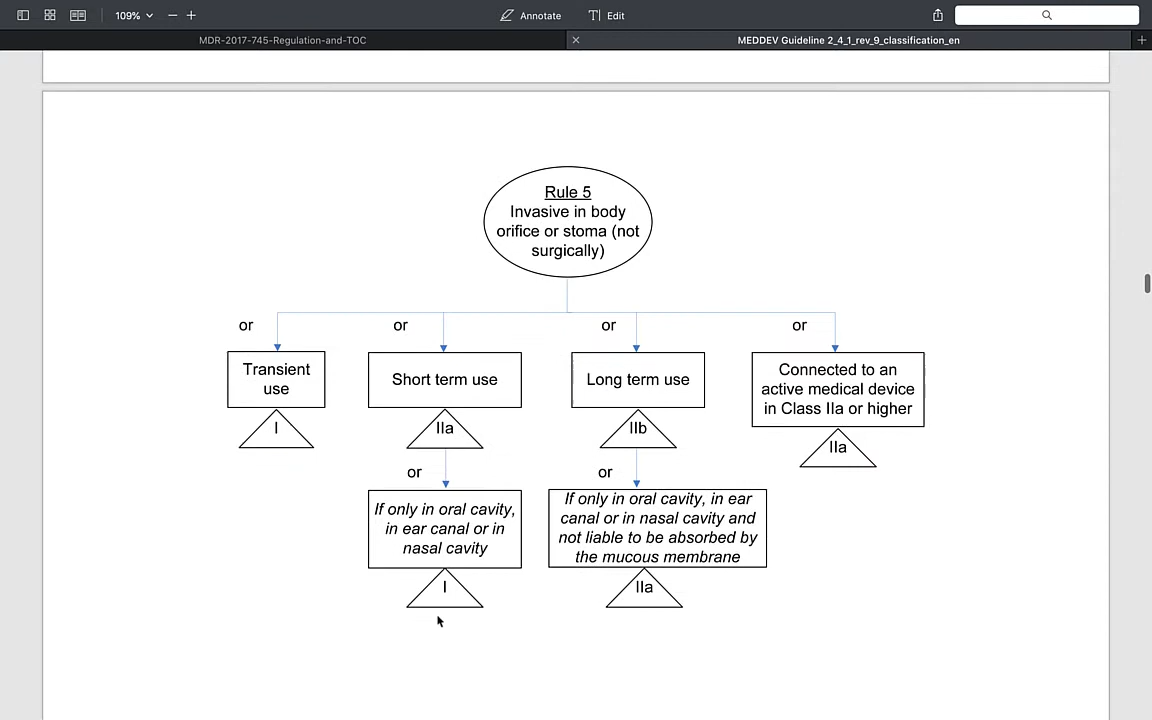 109%
Annotate
Edit
MDR-2017-745-Regulation-and-TOC
MEDDEV Guideline 2_4_1_rev_9_classification_en
Rule 5
Invasive in body
orifice or stoma (not
surgically)
or
or
or
or
Transient
use
Short term use
Long term use
Connected to an
active medical device
in Class IIa or higher
I
IIa
IIb
IIa
or
or
If only in oral cavity,
in ear canal or in
nasal cavity
If only in oral cavity, in ear
canal or in nasal cavity and
not liable to be absorbed by
the mucous membrane
I
IIa